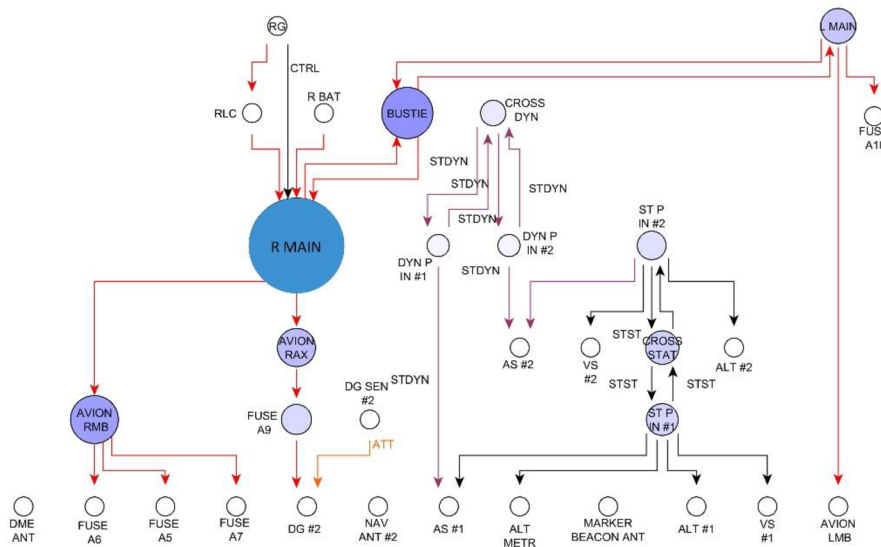 RG
L MAIN
CTRL
R BAT
RLC
BUSTIE
CROSS
DYN
FUSE
STDYN
STDYN
STDYN
STDYN
R MAIN
DYN P
IN #1
DYN P
IN #2
ST P
IN #2
STDYN
AVION
RAX
AS #2
VS
#2
STST
CROSS
STAT
ALT #2
STDYN
DG SEN
#2
STST
STST
AVION
RMB
FUSE
A9
ST P
IN #1
ATT
DME
ANT
FUSE
A6
FUSE
A5
FUSE
A7
DG #2
NAV
ANT #2
AS #1
ALT
METR
MARKER
BEACON ANT
ALT #1
VS
#1
AVION
LMB